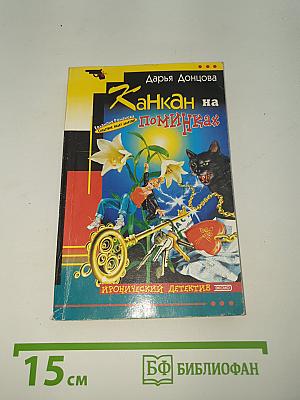 Дарья Донцова
Канкан на
поминках
ИРОНИЧЕСКИЙ ДЕТЕКТИВ
15 см
БФ БИБЛИОФАН